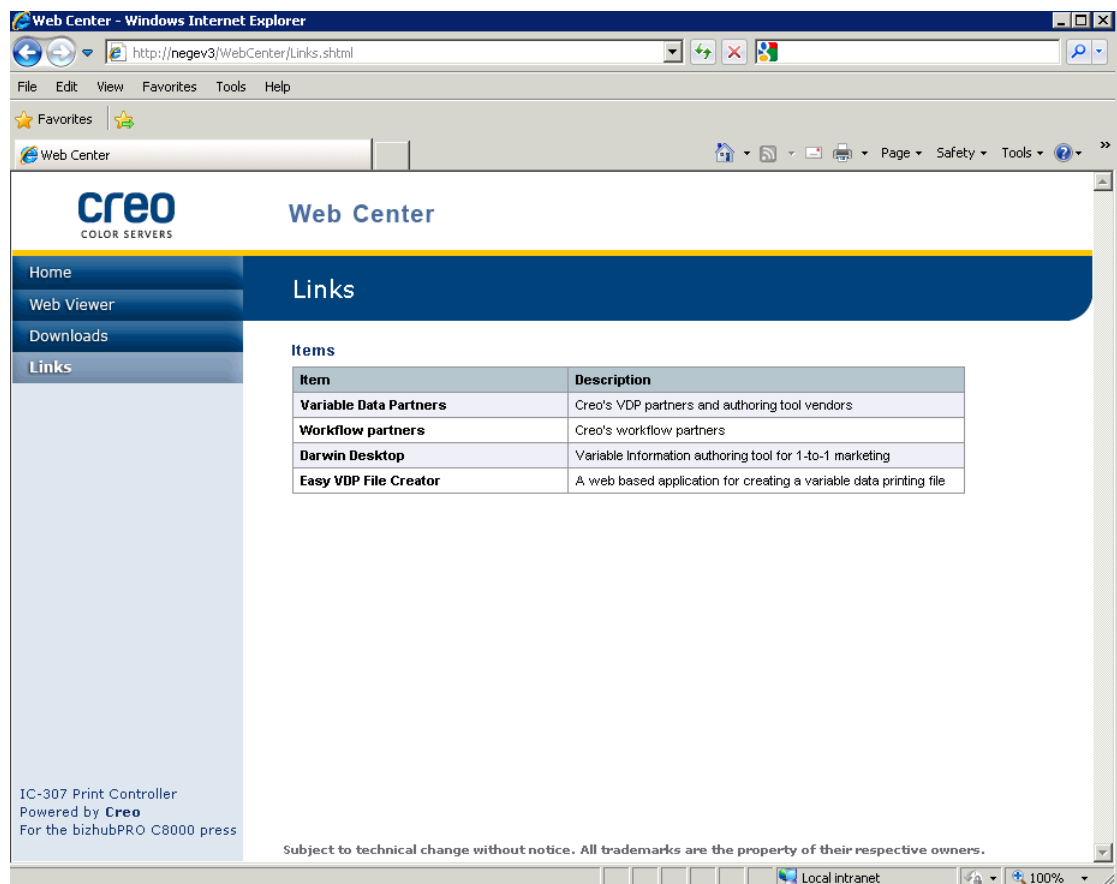 Web Center - Windows Internet Explorer
http://negev3/WebCenter/Links.shtml
File Edit View Favorites Tools Help
Favorites
Web Center
Page Safety Tools »
creo
COLOR SERVERS
Web Center
Home
Web Viewer
Downloads
Links
Links
Items
Item Description
Variable Data Partners Creo's VDP partners and authoring tool vendors
Workflow partners Creo's workflow partners
Darwin Desktop Variable Information authoring tool for 1-to-1 marketing
Easy VDP File Creator A web based application for creating a variable data printing file
IC-307 Print Controller
Powered by Creo
For the bizhubPRO C8000 press
Subject to technical change without notice. All trademarks are the property of their respective owners.
Local intranet 100%